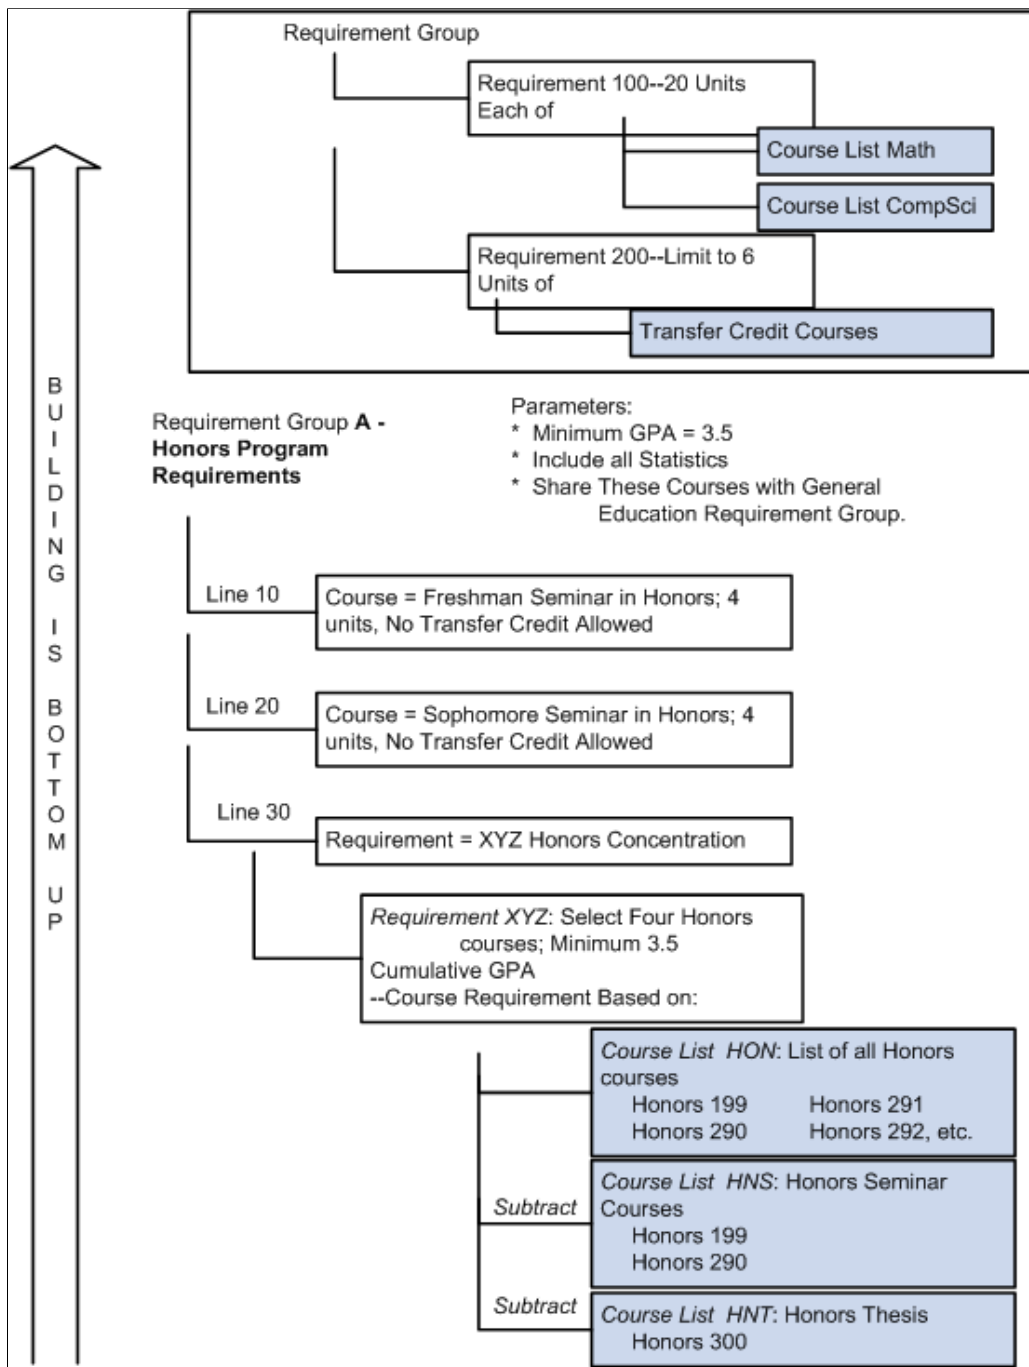 Requirement Group
Requirement 100--20 Units
Each of
Course List Math
Course List CompSci
Requirement 200--Limit to 6
Units of
Transfer Credit Courses
BUILDING IS BOTTOM UP
Requirement Group A -
Honors Program
Requirements
Parameters:
* Minimum GPA = 3.5
* Include all Statistics
* Share These Courses with General
Education Requirement Group.
Line 10
Course = Freshman Seminar in Honors; 4
units, No Transfer Credit Allowed
Line 20
Course = Sophomore Seminar in Honors; 4
units, No Transfer Credit Allowed
Line 30
Requirement = XYZ Honors Concentration
Requirement XYZ: Select Four Honors
courses; Minimum 3.5
Cumulative GPA
--Course Requirement Based on:
Course List HON: List of all Honors
courses
Honors 199 Honors 291
Honors 290 Honors 292, etc.
Subtract
Course List HNS: Honors Seminar
Courses
Honors 199
Honors 290
Subtract
Course List HNT: Honors Thesis
Honors 300